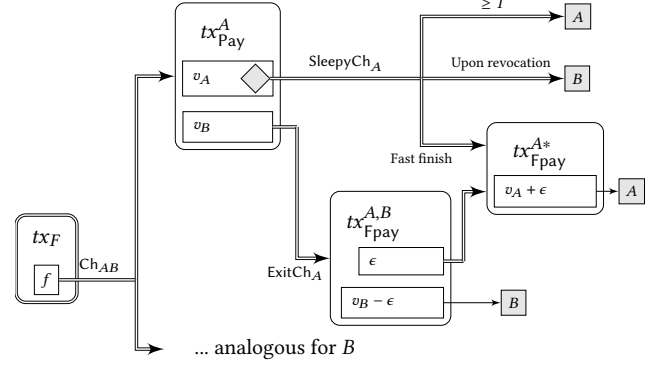 ≥ T
A
tx^A_Pay
v_A
SleepyCh_A
Upon revocation
B
v_B
Fast finish
tx^{A*}_Fpay
v_A + ϵ
A
tx^{A,B}_Fpay
tx_F
ϵ
f
Ch_AB
ExitCh_A
v_B − ϵ
B
... analogous for B